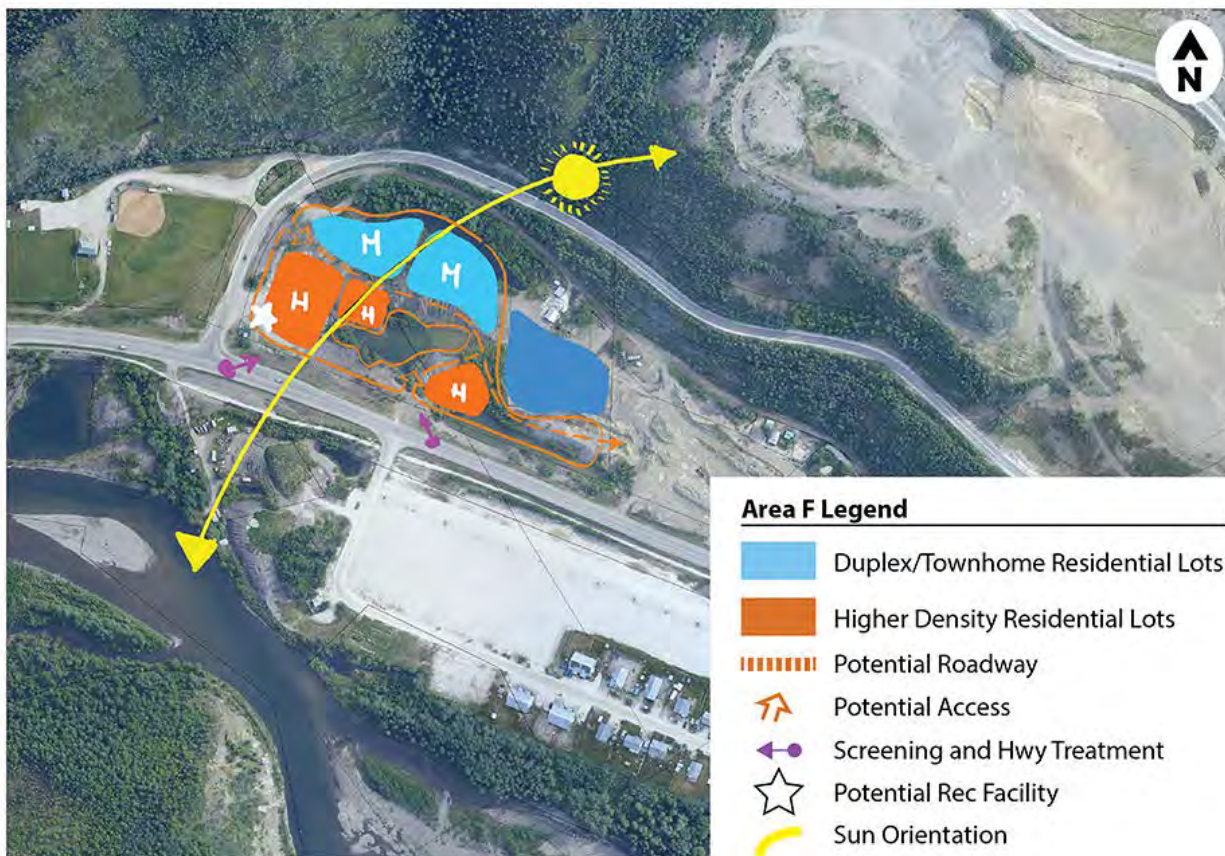 N
H
H
H
H
H
Area F Legend
Duplex/Townhome Residential Lots
Higher Density Residential Lots
Potential Roadway
Potential Access
Screening and Hwy Treatment
Potential Rec Facility
Sun Orientation